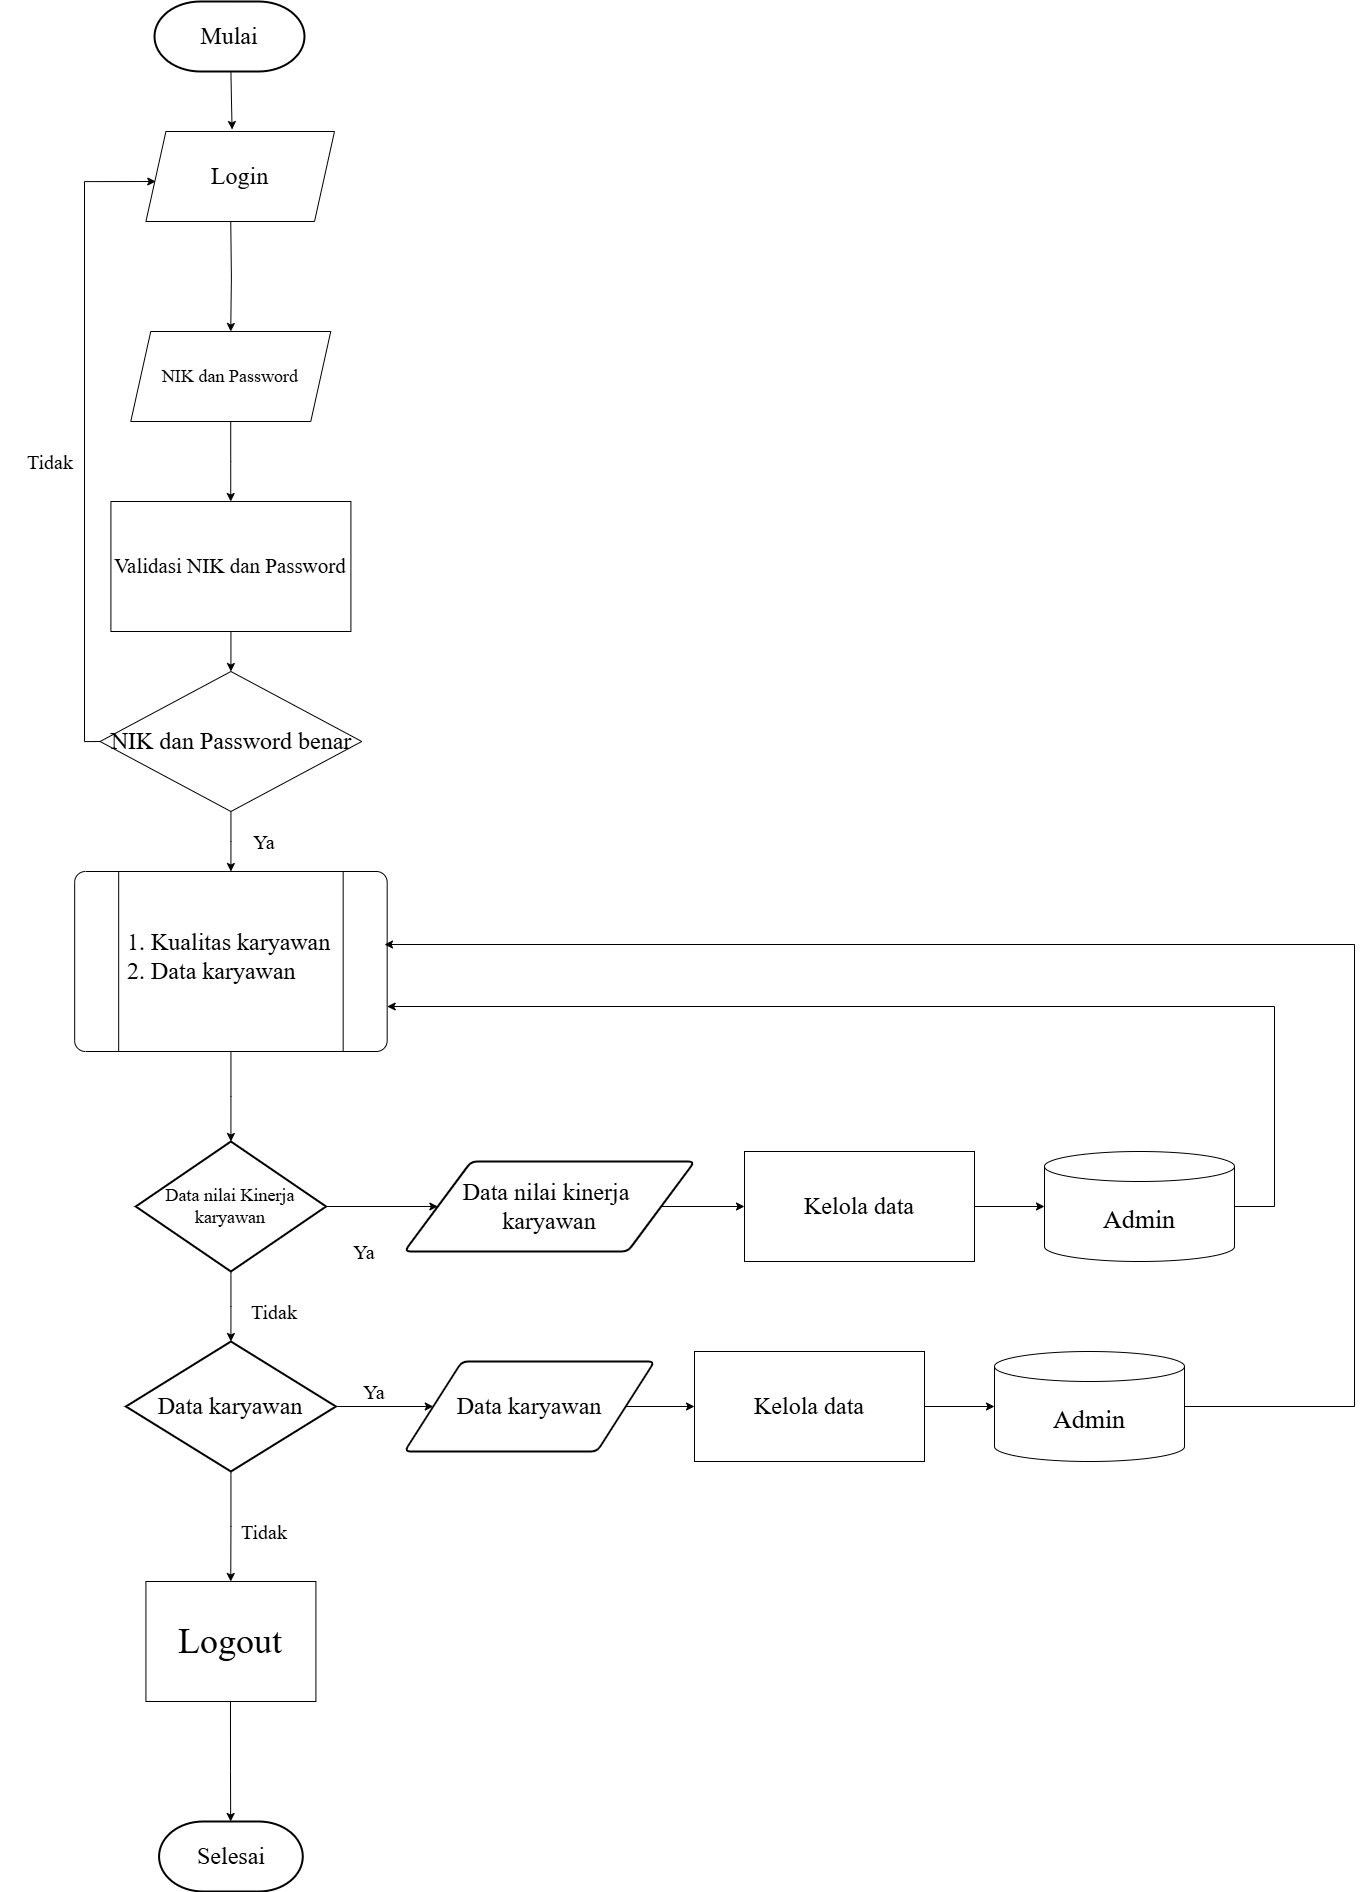 Mulai
Login
NIK dan Password
Tidak
Validasi NIK dan Password
NIK dan Password benar
Ya
1. Kualitas karyawan
2. Data karyawan
Data nilai Kinerja
karyawan
Ya
Data nilai kinerja
karyawan
Kelola data
Admin
Tidak
Data karyawan
Ya
Data karyawan
Kelola data
Admin
Tidak
Logout
Selesai